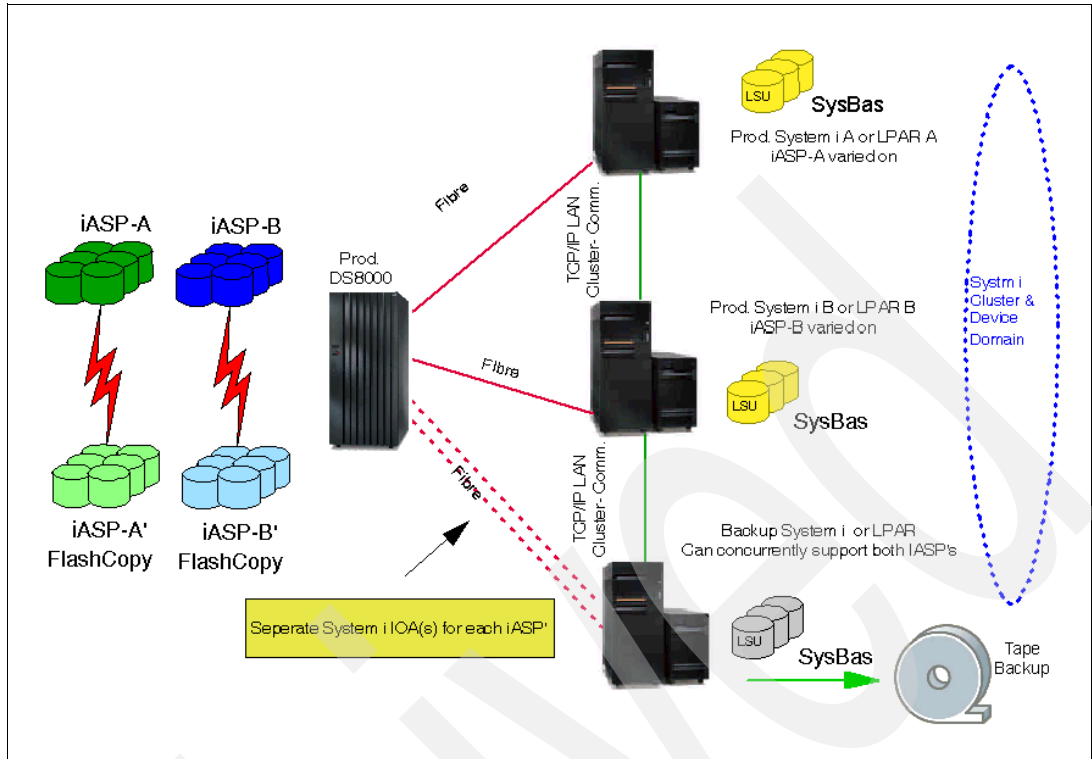 iASP-A
iASP-B
iASP-A'
FlashCopy
iASP-B'
FlashCopy
Prod.
DS8000
Fibre
Fibre
Fibre
Seperate System i IOA(s) for each iASP'
TCP/IP LAN
Cluster- Comm.
TCP/IP LAN
Cluster- Comm.
LSU
SysBas
Prod. System i A or LPAR A
iASP-A varied on
Prod. System i B or LPAR B
iASP-B varied on
LSU
SysBas
Backup System i or LPAR
Can concurrently support both IASP's
LSU
SysBas
Tape
Backup
Systm i
Cluster &
Device
Domain